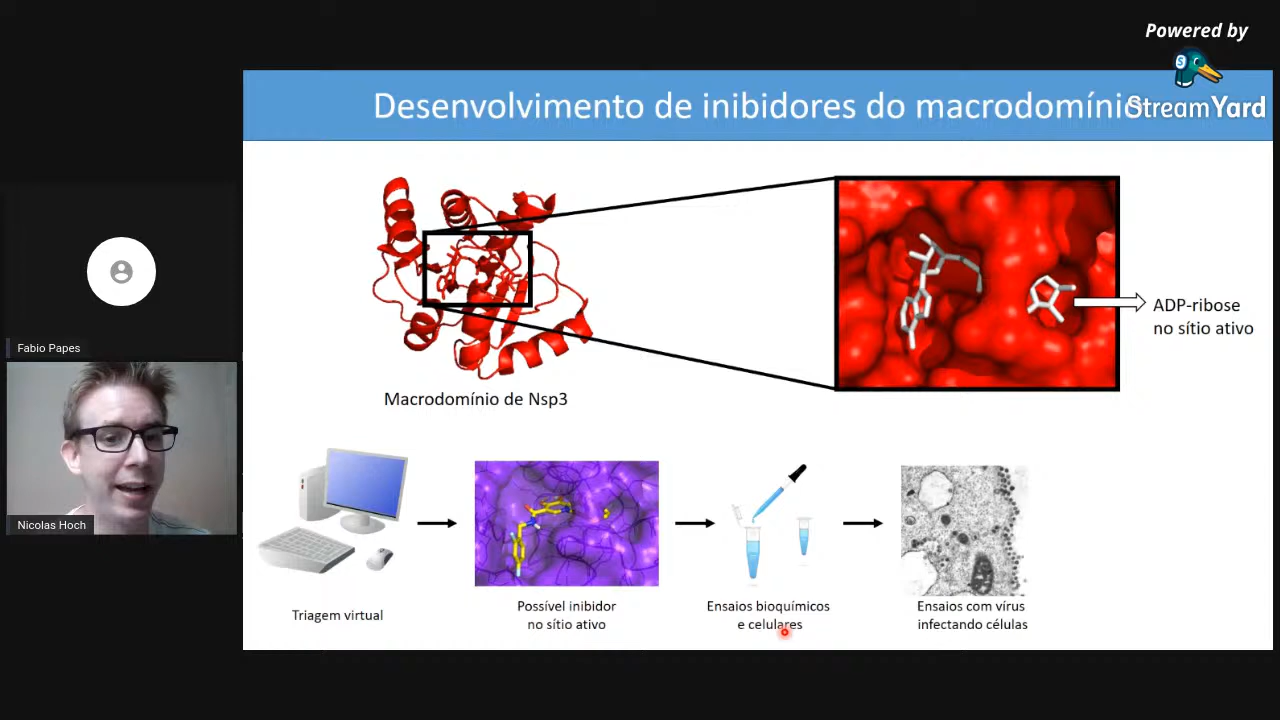 Powered by
StreamYard
Desenvolvimento de inibidores do macrodomínio
ADP-ribose
no sítio ativo
Macrodomínio de Nsp3
Fabio Papes
Nicolas Hoch
Triagem virtual
Possível inibidor
no sítio ativo
Ensaios bioquímicos
e celulares
Ensaios com vírus
infectando células